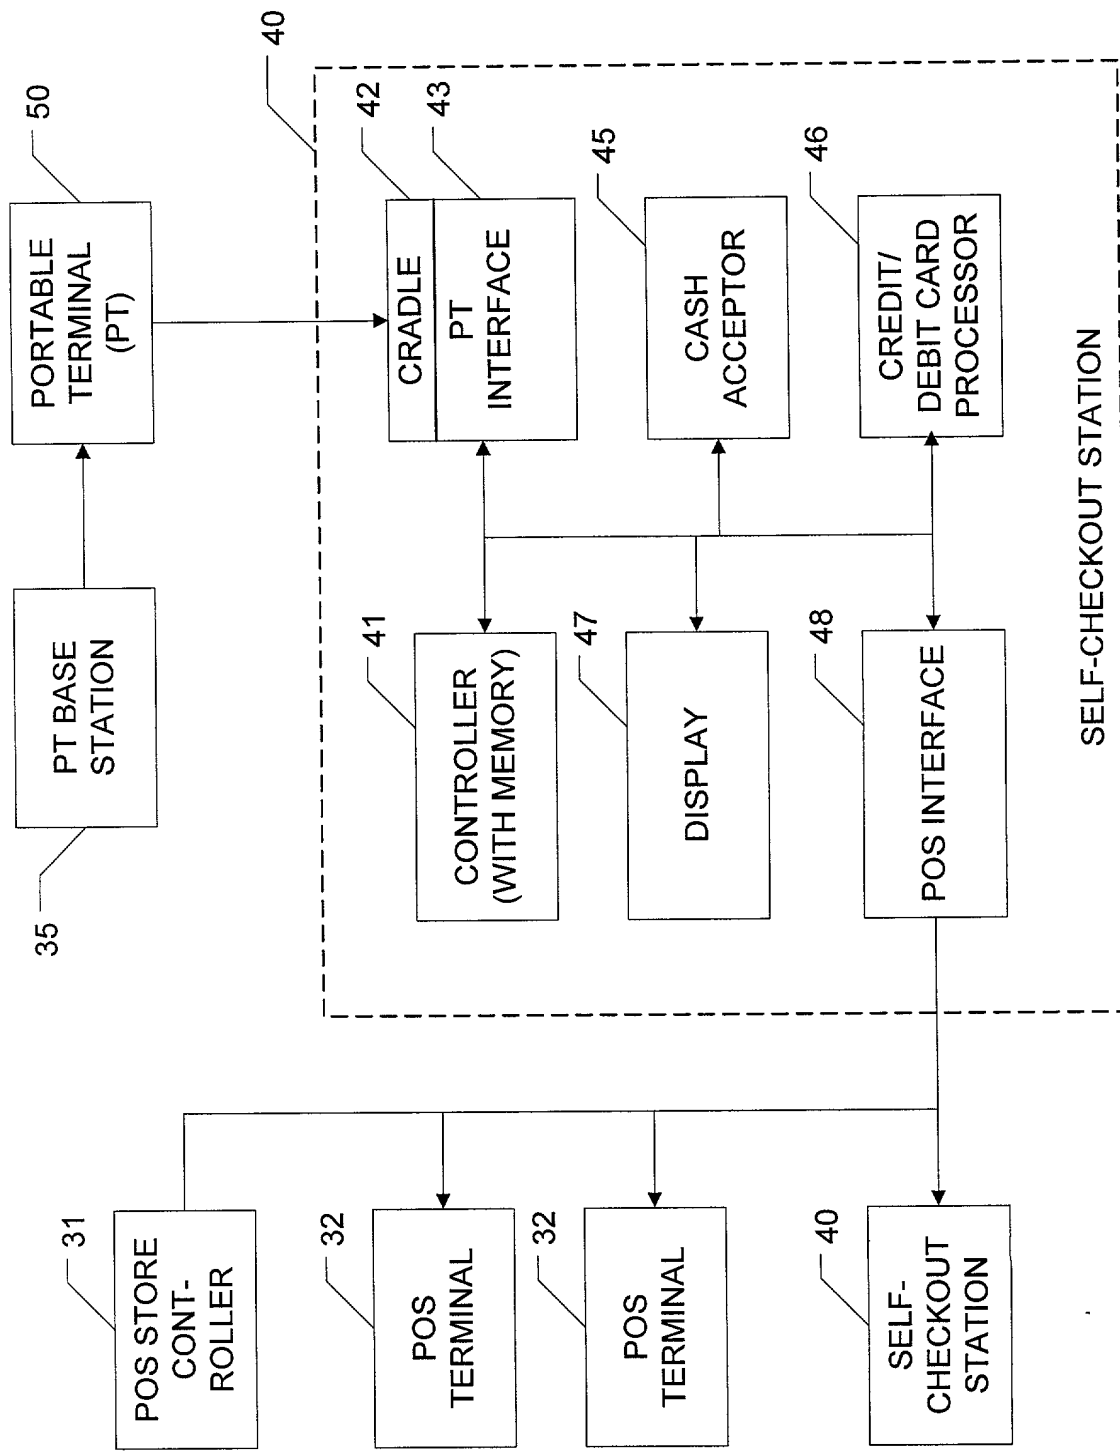 31
POS STORE
CONT-
ROLLER
32
POS
TERMINAL
32
POS
TERMINAL
40
SELF-
CHECKOUT
STATION
35
PT BASE
STATION
50
PORTABLE
TERMINAL
(PT)
40
41
CONTROLLER
(WITH MEMORY)
47
DISPLAY
48
POS INTERFACE
42
CRADLE
43
PT
INTERFACE
45
CASH
ACCEPTOR
46
CREDIT/
DEBIT CARD
PROCESSOR
SELF-CHECKOUT STATION